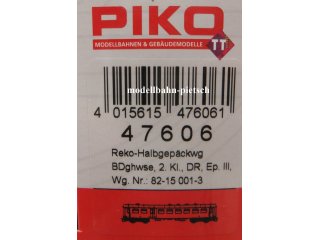 PIKO
MODELLBAHNEN & GEBÄUDEMODELLE
TT
modellbahn-pietsch
4 015615 476061
47606
Reko-Halbgepäckwg
BDghwse, 2. Kl., DR, Ep. III,
Wg. Nr.: 82-15 001-3